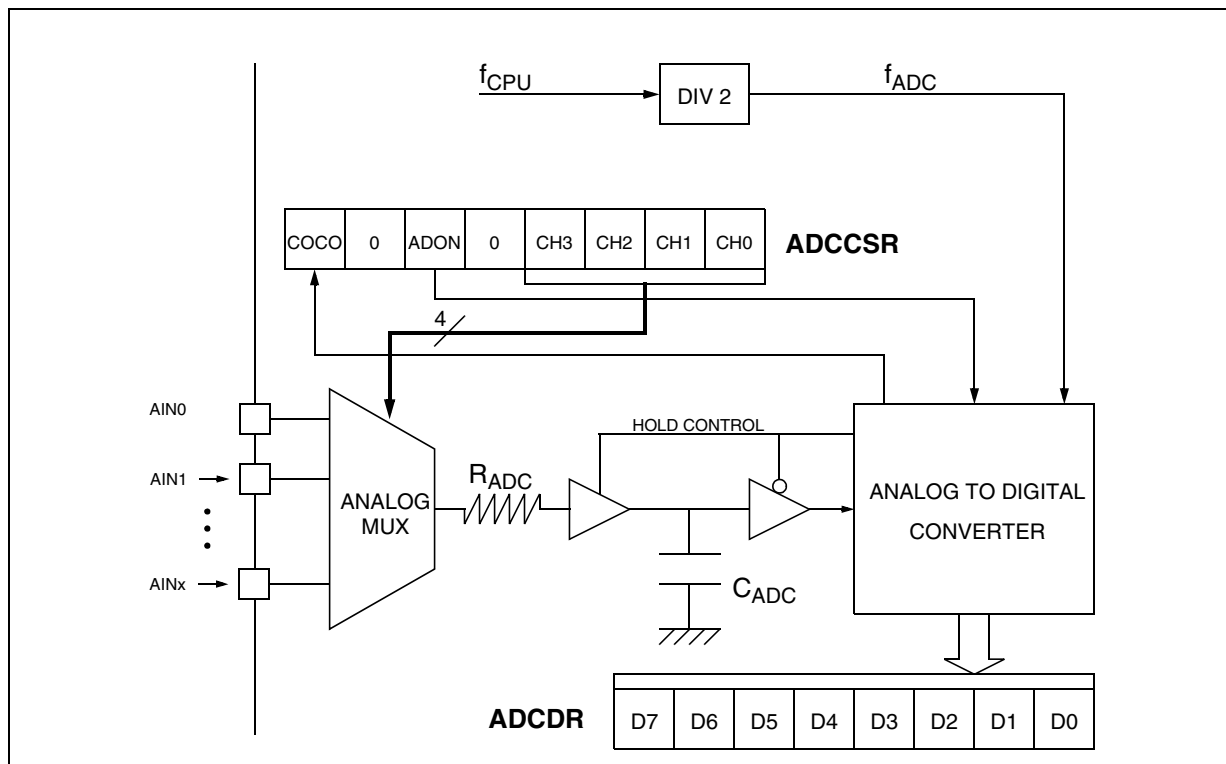 fCPU
DIV 2
fADC
COCO 0 ADON 0 CH3 CH2 CH1 CH0
ADCCSR
4
AIN0
HOLD CONTROL
AIN1
RADC
ANALOG
MUX
ANALOG TO DIGITAL
CONVERTER
AINx
CADC
ADCDR
D7 D6 D5 D4 D3 D2 D1 D0